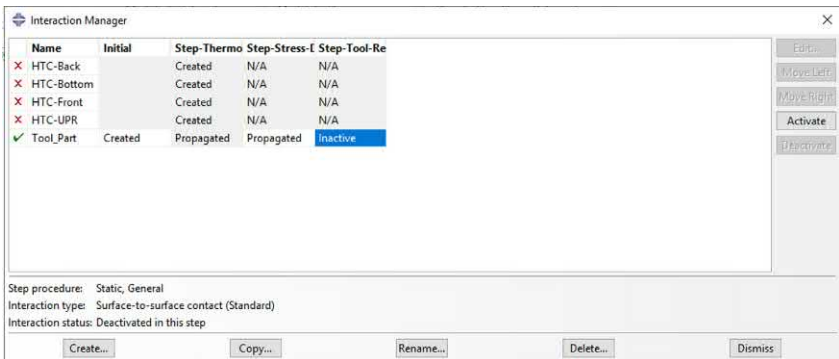 Interaction Manager
Name Initial Step-Thermo Step-Stress-D Step-Tool-Re
HTC-Back Created N/A N/A
HTC-Bottom Created N/A N/A
HTC-Front Created N/A N/A
HTC-UPR Created N/A N/A
Tool_Part Created Propagated Propagated Inactive
Edit...
Move Left
Move Right
Activate
Deactivate
Step procedure: Static, General
Interaction type: Surface-to-surface contact (Standard)
Interaction status: Deactivated in this step
Create... Copy... Rename... Delete... Dismiss